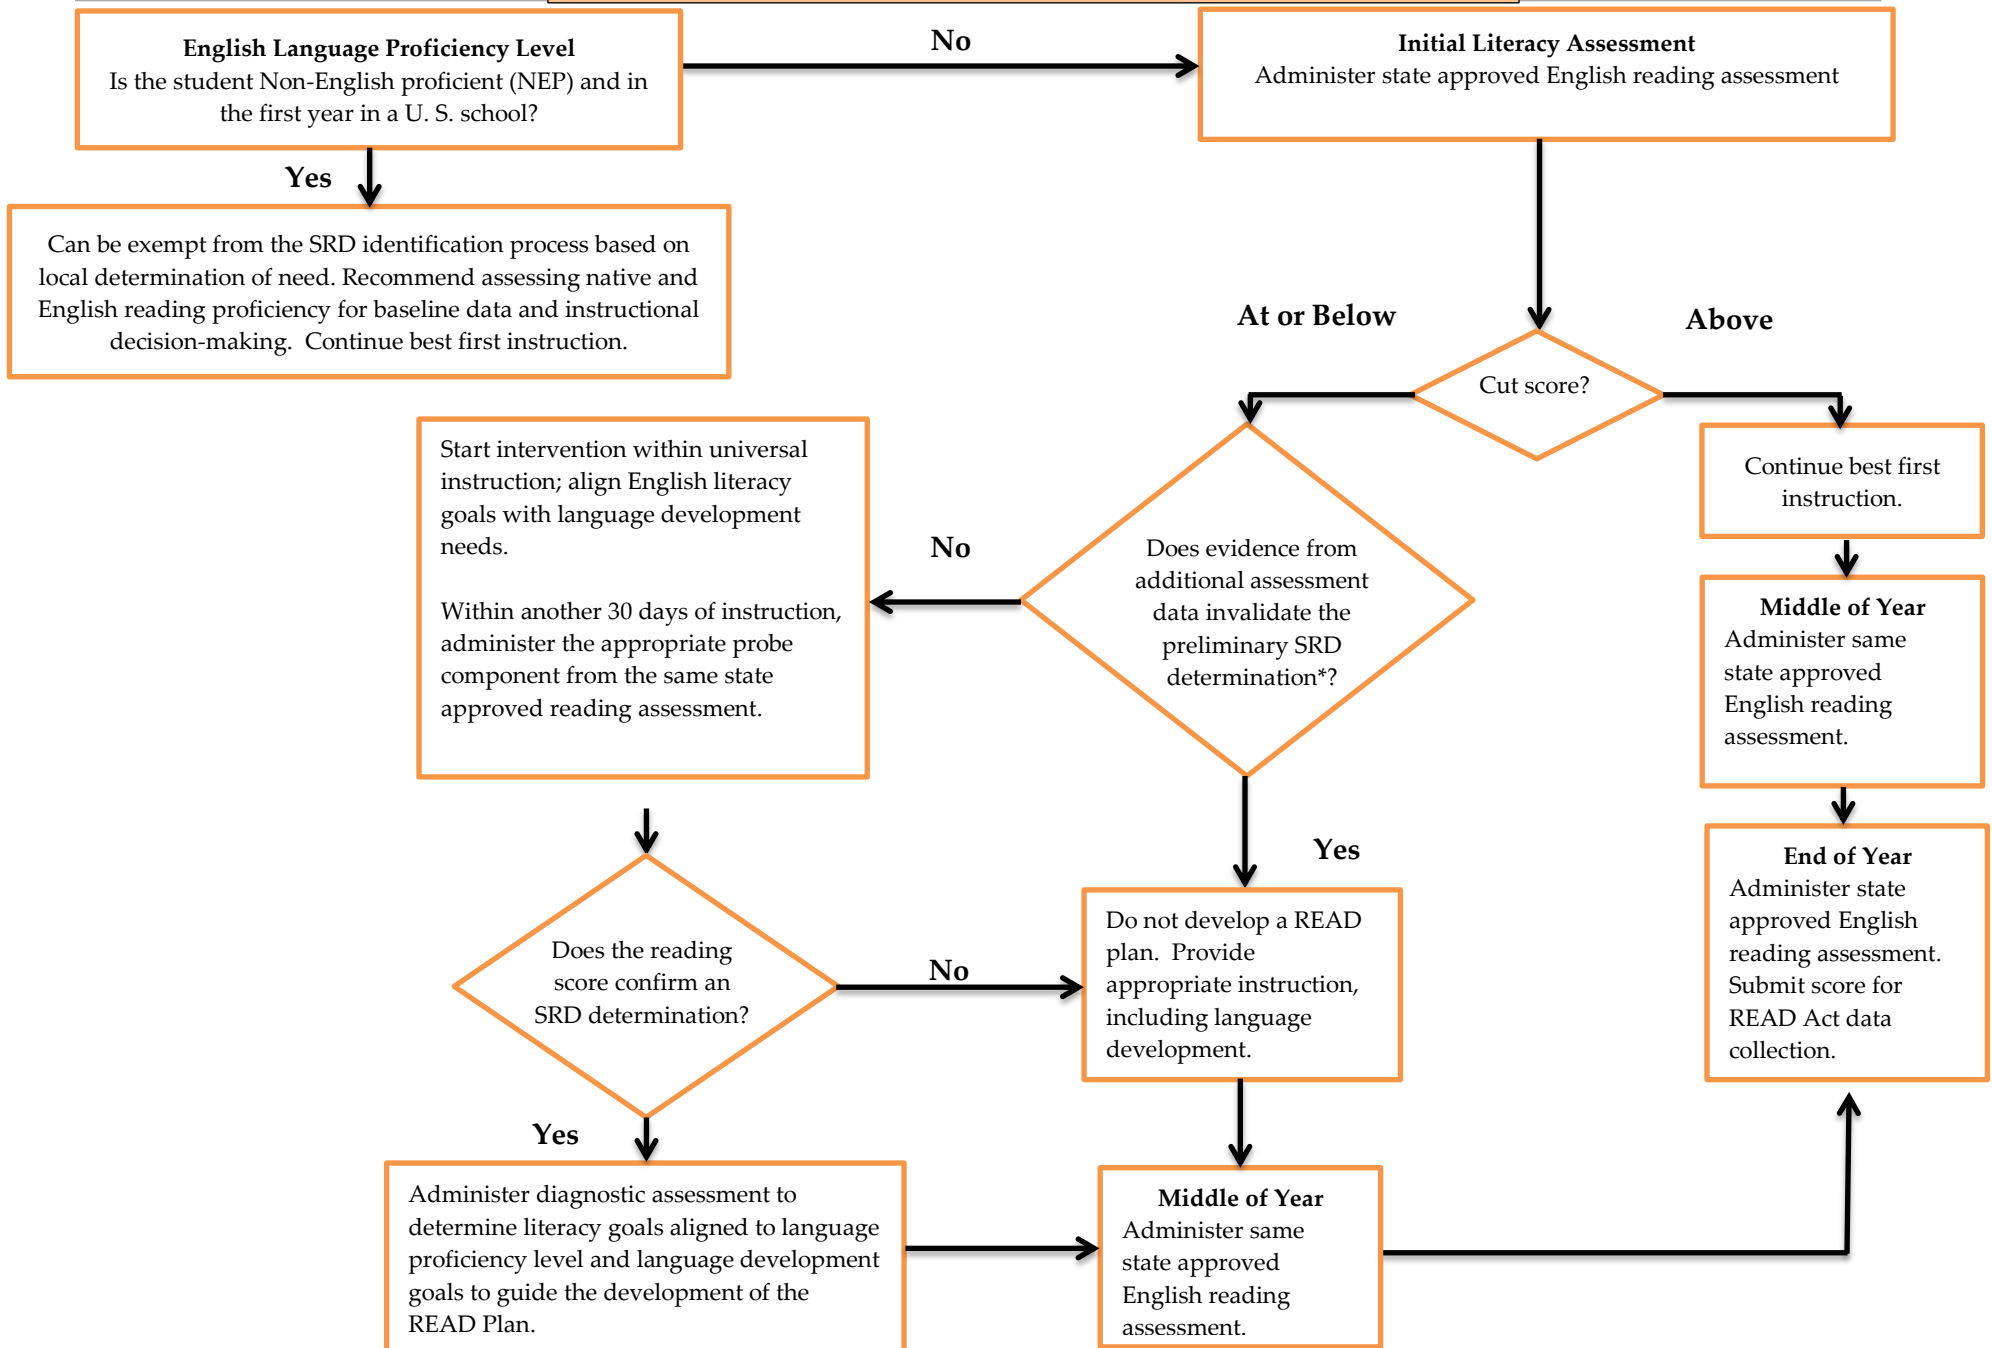 English Language Proficiency Level
Is the student Non-English proficient (NEP) and in
the first year in a U. S. school?
No
Initial Literacy Assessment
Administer state approved English reading assessment
Yes
Can be exempt from the SRD identification process based on
local determination of need. Recommend assessing native and
English reading proficiency for baseline data and instructional
decision-making.  Continue best first instruction.
At or Below
Above
Cut score?
Start intervention within universal
instruction; align English literacy
goals with language development
needs.
Within another 30 days of instruction,
administer the appropriate probe
component from the same state
approved reading assessment.
No
Does evidence from
additional assessment
data invalidate the
preliminary SRD
determination*?
Continue best first
instruction.
Middle of Year
Administer same
state approved
English reading
assessment.
Yes
End of Year
Administer state
approved English
reading assessment.
Submit score for
READ Act data
collection.
Does the reading
score confirm an
SRD determination?
No
Do not develop a READ
plan.  Provide
appropriate instruction,
including language
development.
Yes
Administer diagnostic assessment to
determine literacy goals aligned to language
proficiency level and language development
goals to guide the development of the
READ Plan.
Middle of Year
Administer same
state approved
English reading
assessment.